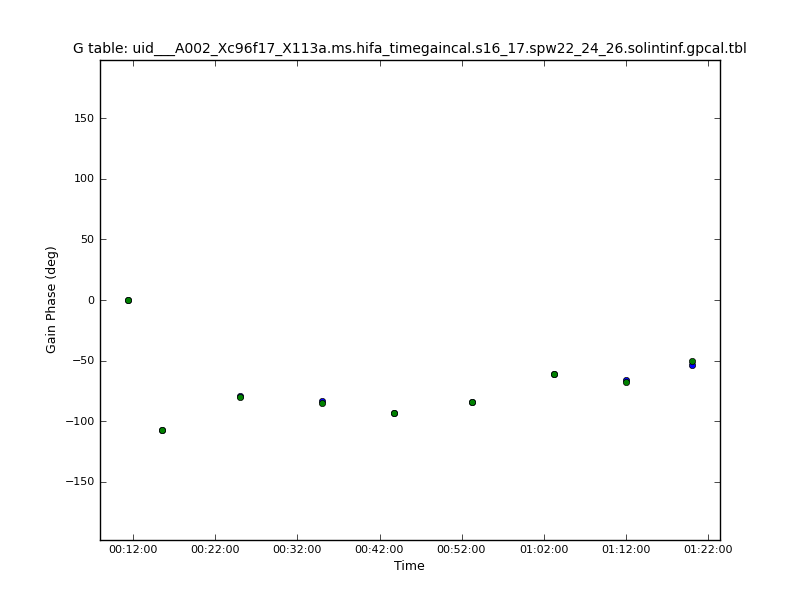 G table: uid___A002_Xc96f17_X113a.ms.hifa_timegaincal.s16_17.spw22_24_26.solintinf.gpcal.tbl
150
100
50
0
−50
−100
−150
Gain Phase (deg)
00:12:00 00:22:00 00:32:00 00:42:00 00:52:00 01:02:00 01:12:00 01:22:00
Time